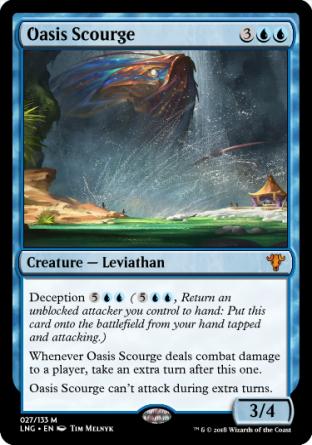 Oasis Scourge 3
Creature — Leviathan
Deception 5 ( 5, Return an
unblocked attacker you control to hand: Put this
card onto the battlefield from your hand tapped
and attacking.)
Whenever Oasis Scourge deals combat damage
to a player, take an extra turn after this one.
Oasis Scourge can't attack during extra turns.
3/4
027/133 M
LNG • EN Tim Melnyk
™ & © 2018 Wizards of the Coast